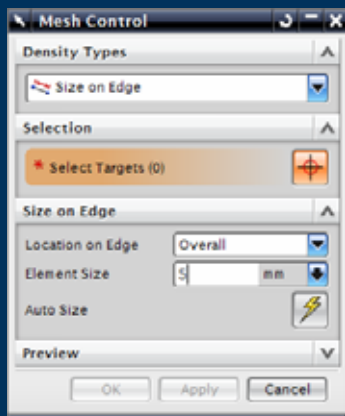 Mesh Control
Density Types
Size on Edge
Selection
* Select Targets (0)
Size on Edge
Location on Edge Overall
Element Size 5 mm
Auto Size
Preview
OK Apply Cancel